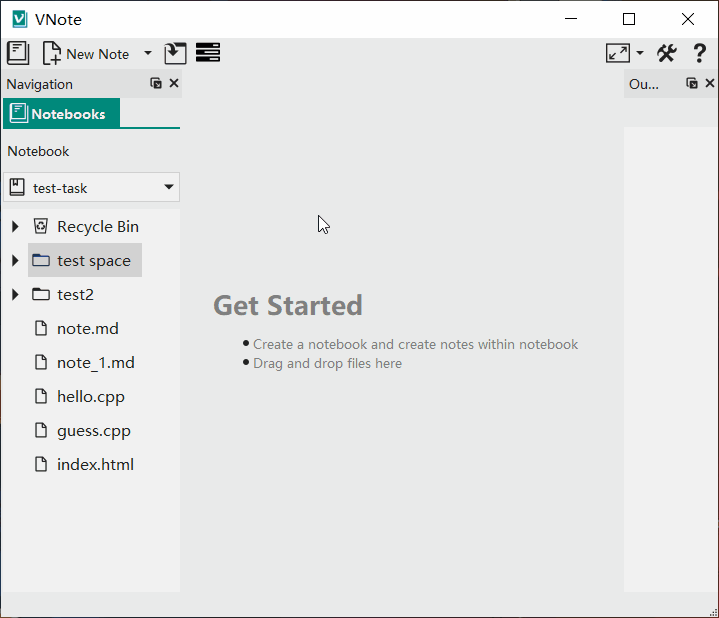 VNote
New Note
Navigation
Ou...
Notebooks
Notebook
test-task
Recycle Bin
test space
test2
note.md
note_1.md
hello.cpp
guess.cpp
index.html
Get Started
Create a notebook and create notes within notebook
Drag and drop files here